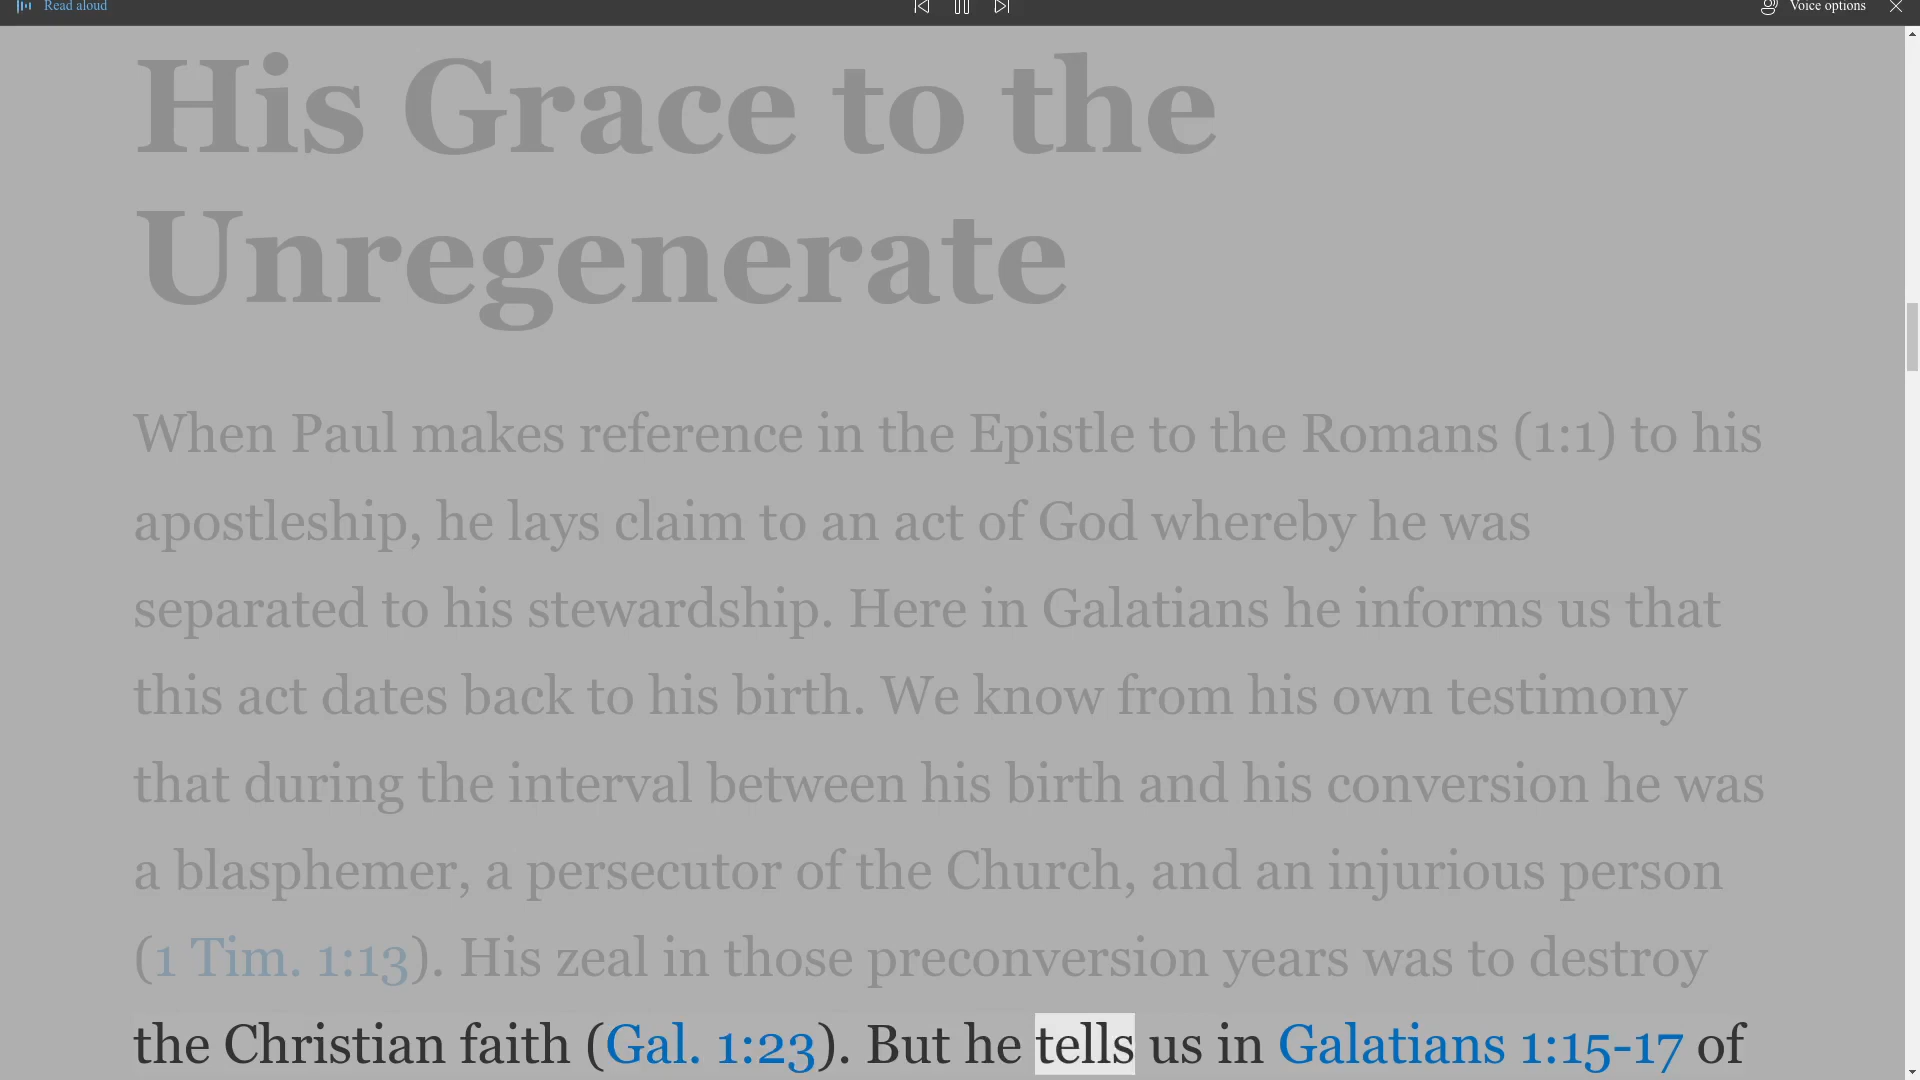 Read aloud
Voice options
His Grace to the
Unregenerate
When Paul makes reference in the Epistle to the Romans (1:1) to his
apostleship, he lays claim to an act of God whereby he was
separated to his stewardship. Here in Galatians he informs us that
this act dates back to his birth. We know from his own testimony
that during the interval between his birth and his conversion he was
a blasphemer, a persecutor of the Church, and an injurious person
(1 Tim. 1:13). His zeal in those preconversion years was to destroy
the Christian faith (Gal. 1:23). But he tells us in Galatians 1:15-17 of